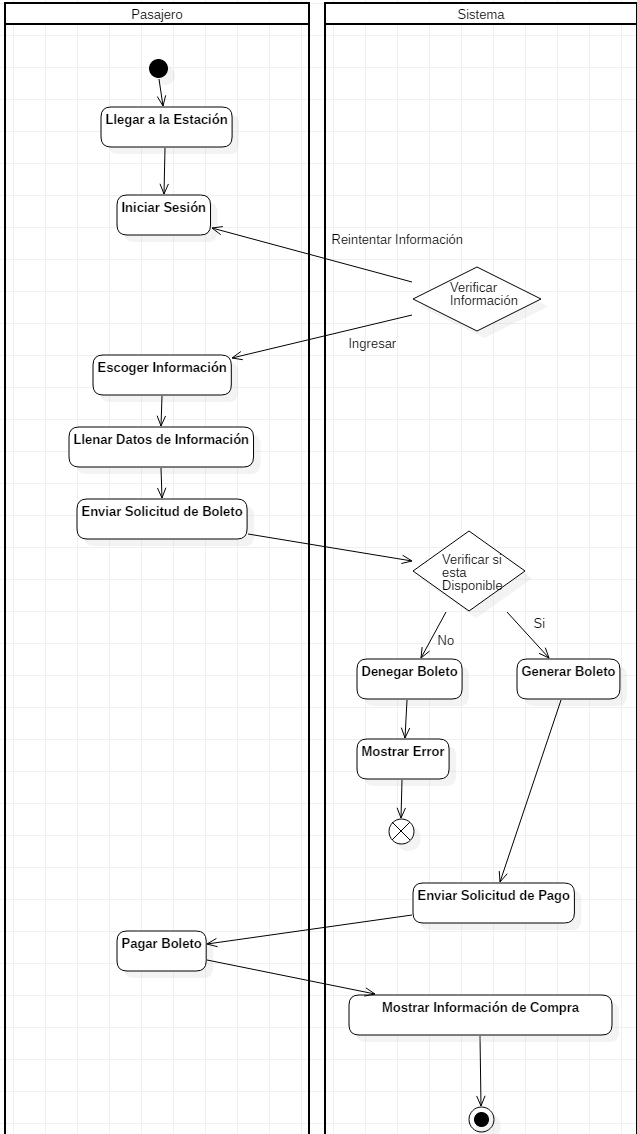 Pasajero
Sistema
Llegar a la Estación
Iniciar Sesión
Reintentar Información
Verificar
Información
Ingresar
Escoger Información
Llenar Datos de Información
Enviar Solicitud de Boleto
Verificar si
esta
Disponible
No
Si
Denegar Boleto
Generar Boleto
Mostrar Error
Enviar Solicitud de Pago
Pagar Boleto
Mostrar Información de Compra